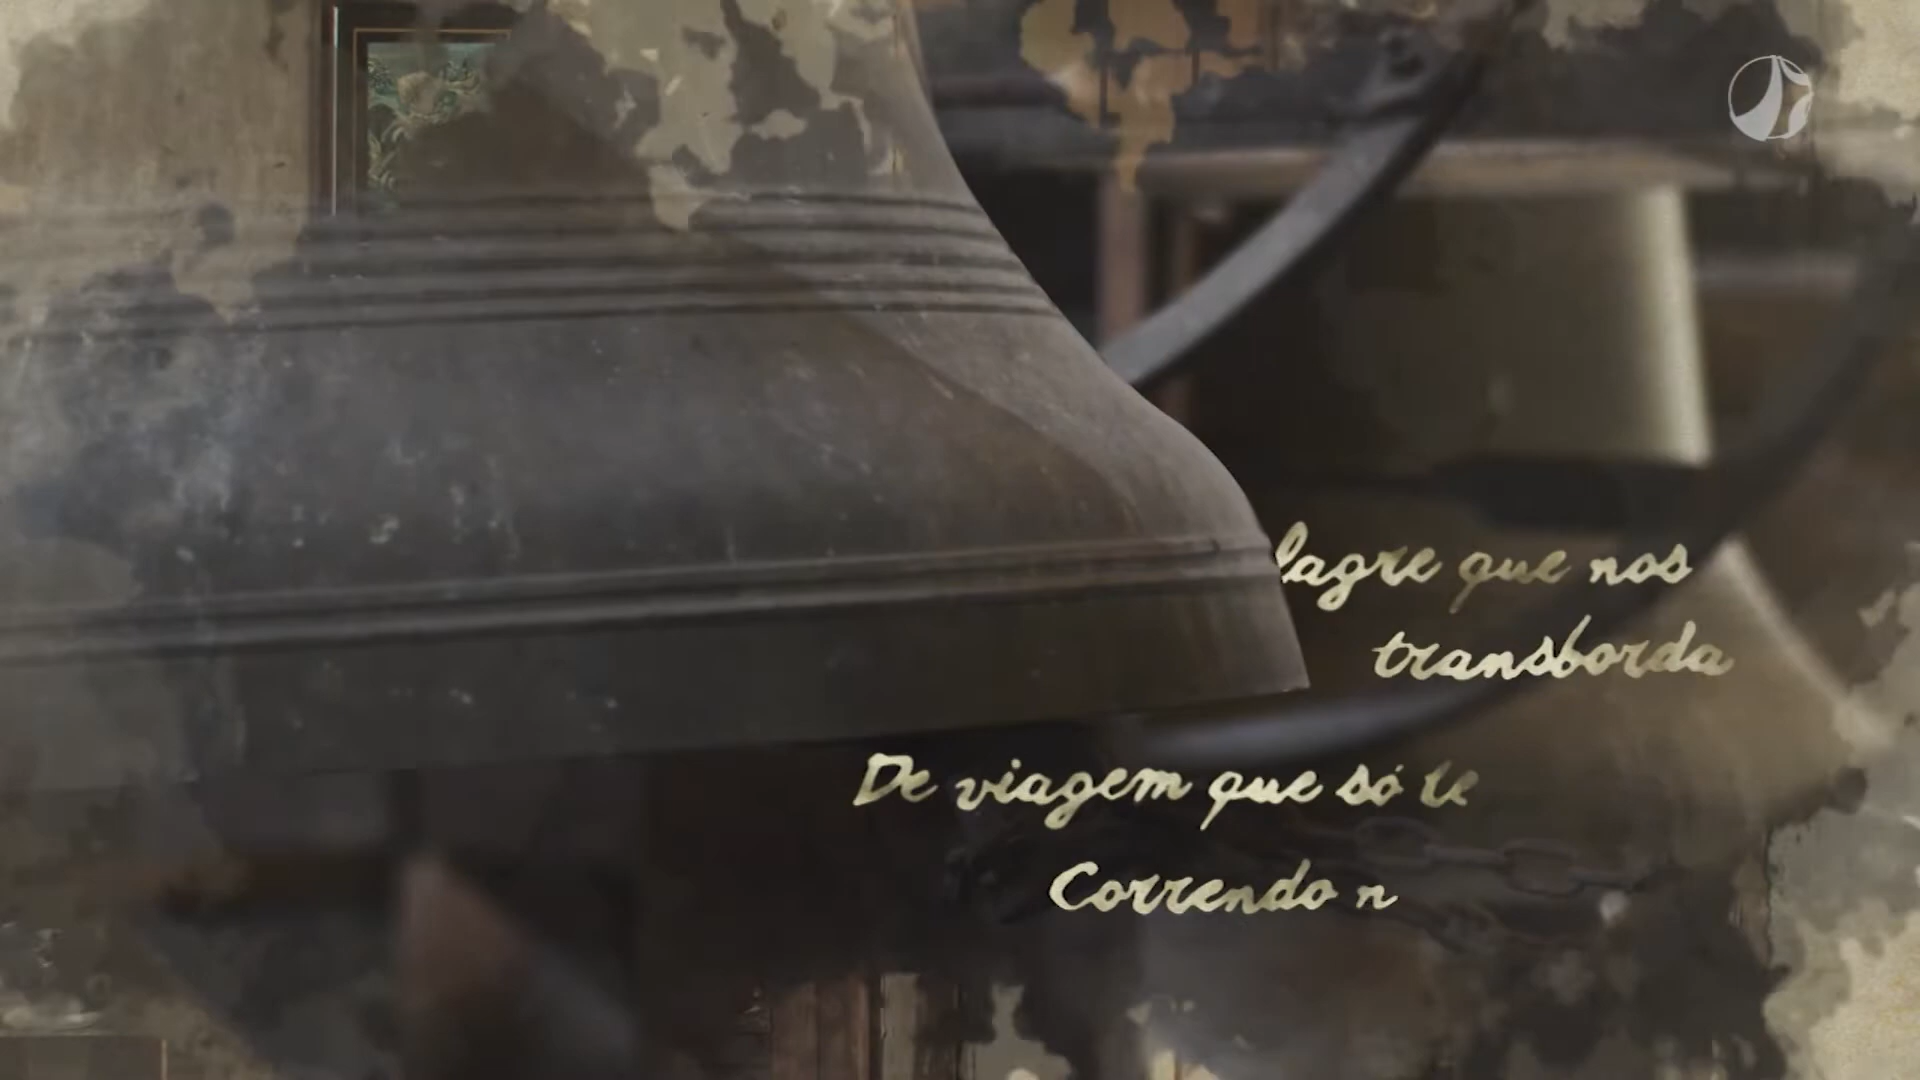 lagre que nos
transborda
De viagem que só te
Correndo n